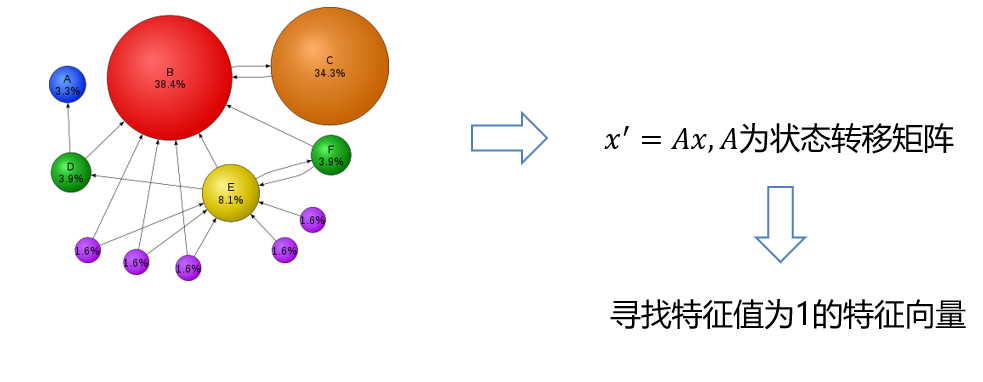 B
38.4%
C
34.3%
A
3.3%
D
3.9%
E
8.1%
F
3.9%
1.6%
1.6%
1.6%
1.6%
1.6%
x′ = Ax, A为状态转移矩阵
寻找特征值为1的特征向量